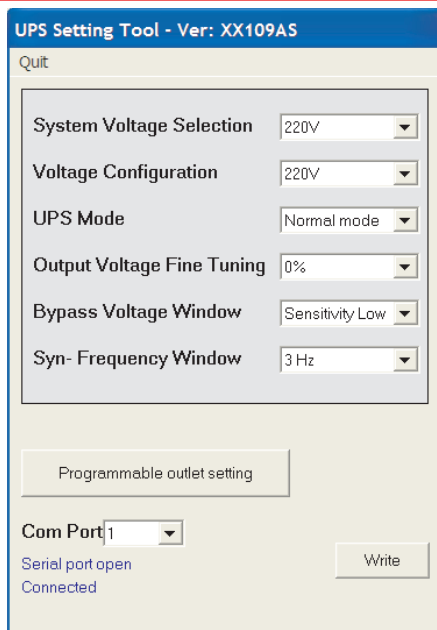 UPS Setting Tool - Ver: XX109AS
Quit
System Voltage Selection 220V
Voltage Configuration 220V
UPS Mode Normal mode
Output Voltage Fine Tuning 0%
Bypass Voltage Window Sensitivity Low
Syn- Frequency Window 3 Hz
Programmable outlet setting
Com Port 1
Serial port open
Connected
Write